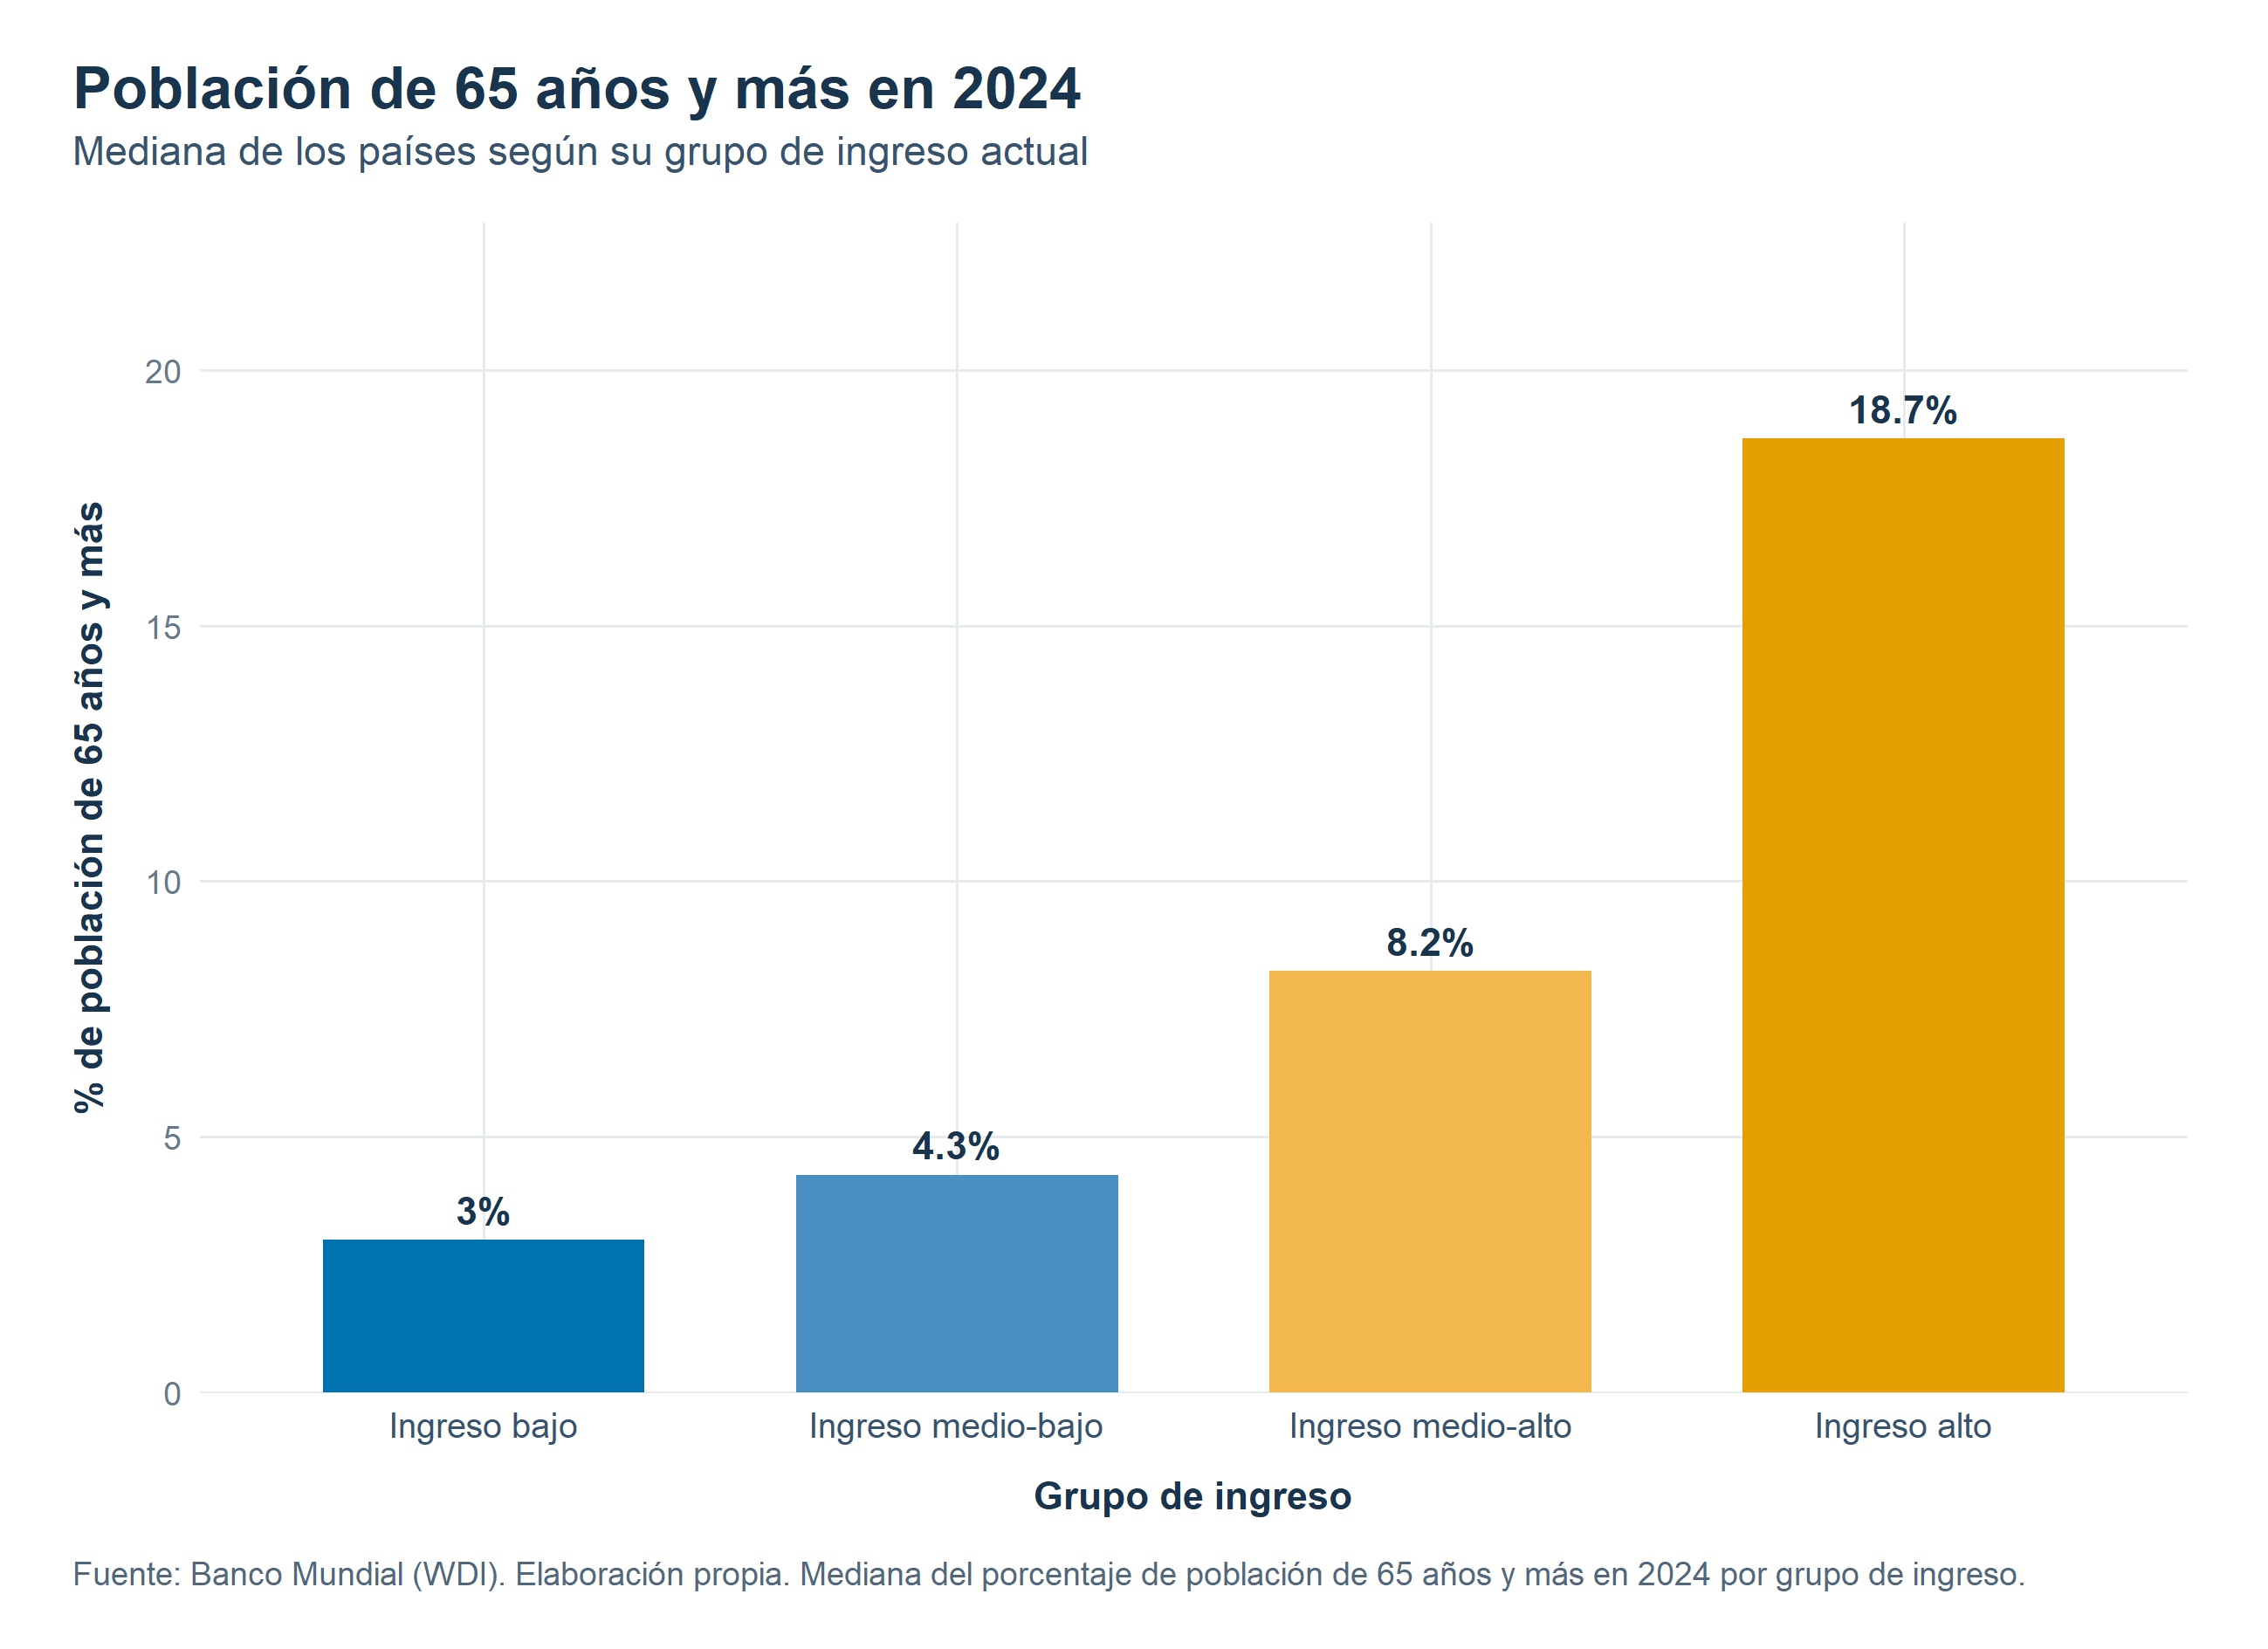 Población de 65 años y más en 2024
Mediana de los países según su grupo de ingreso actual
% de población de 65 años y más
20
15
10
5
0
18.7%
8.2%
4.3%
3%
Ingreso bajo
Ingreso medio-bajo
Ingreso medio-alto
Ingreso alto
Grupo de ingreso
Fuente: Banco Mundial (WDI). Elaboración propia. Mediana del porcentaje de población de 65 años y más en 2024 por grupo de ingreso.